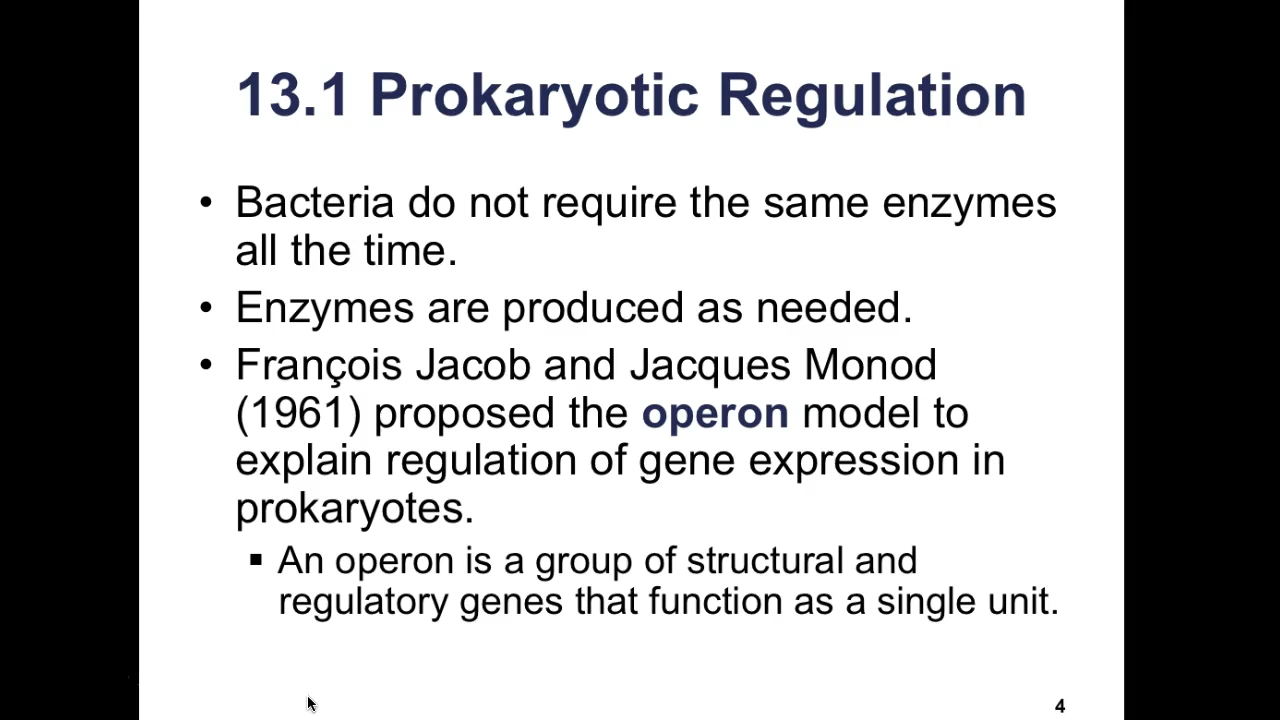 13.1 Prokaryotic Regulation
• Bacteria do not require the same enzymes
all the time.
• Enzymes are produced as needed.
• François Jacob and Jacques Monod
(1961) proposed the operon model to
explain regulation of gene expression in
prokaryotes.
▪ An operon is a group of structural and
regulatory genes that function as a single unit.
4